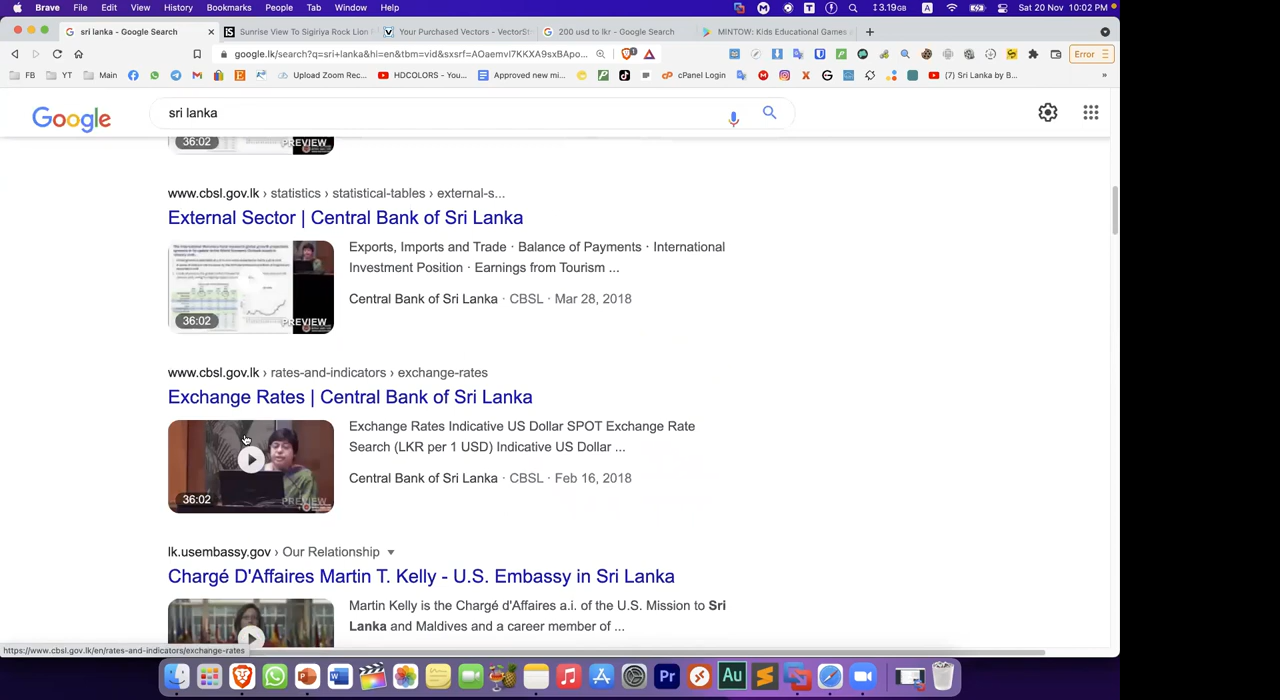 Brave File Edit View History Bookmarks People Tab Window Help 3.19GB A Sat 20 Nov 10:02 PM
sri lanka - Google Search Sunrise View To Sigiriya Rock Lion Your Purchased Vectors - VectorSt 200 usd to lkr - Google Search MINTOW: Kids Educational Games
google.lk/search?q=sri+lanka&hl=en&tbm=vid&sxsrf=AOaemvI7KKXA9sxBApo... Error
FB YT Main Upload Zoom Rec... HDCOLORS - You... Approved new mi... cPanel Login (7) Sri Lanka by B... »
Google sri lanka
36:02 PREVIEW
www.cbsl.gov.lk › statistics › statistical-tables › external-s...
External Sector | Central Bank of Sri Lanka
Exports, Imports and Trade · Balance of Payments · International
Investment Position · Earnings from Tourism ...
Central Bank of Sri Lanka · CBSL · Mar 28, 2018
36:02 PREVIEW
www.cbsl.gov.lk › rates-and-indicators › exchange-rates
Exchange Rates | Central Bank of Sri Lanka
Exchange Rates Indicative US Dollar SPOT Exchange Rate
Search (LKR per 1 USD) Indicative US Dollar ...
Central Bank of Sri Lanka · CBSL · Feb 16, 2018
36:02 PREVIEW
lk.usembassy.gov › Our Relationship
Chargé D'Affaires Martin T. Kelly - U.S. Embassy in Sri Lanka
Martin Kelly is the Chargé d'Affaires a.i. of the U.S. Mission to Sri
Lanka and Maldives and a career member of ...
https://www.cbsl.gov.lk/en/rates-and-indicators/exchange-rates
Pr Au